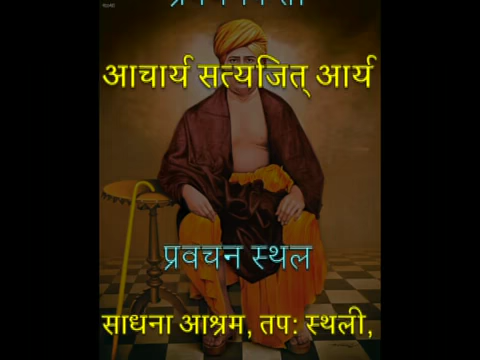 आचार्य सत्यजित् आर्य
प्रवचन स्थल
साधना आश्रम, तप: स्थली,